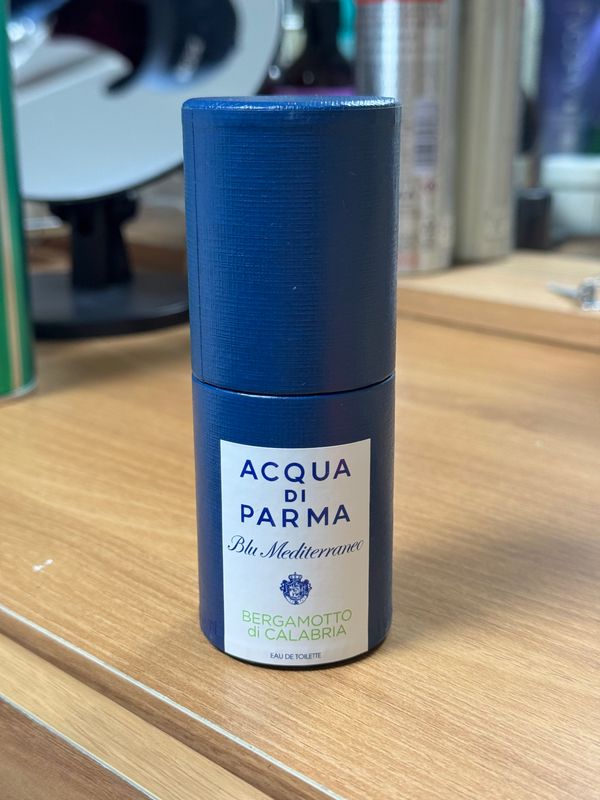 ACQUA
DI
PARMA
Blu Mediterraneo
BERGAMOTTO
di CALABRIA
EAU DE TOILETTE